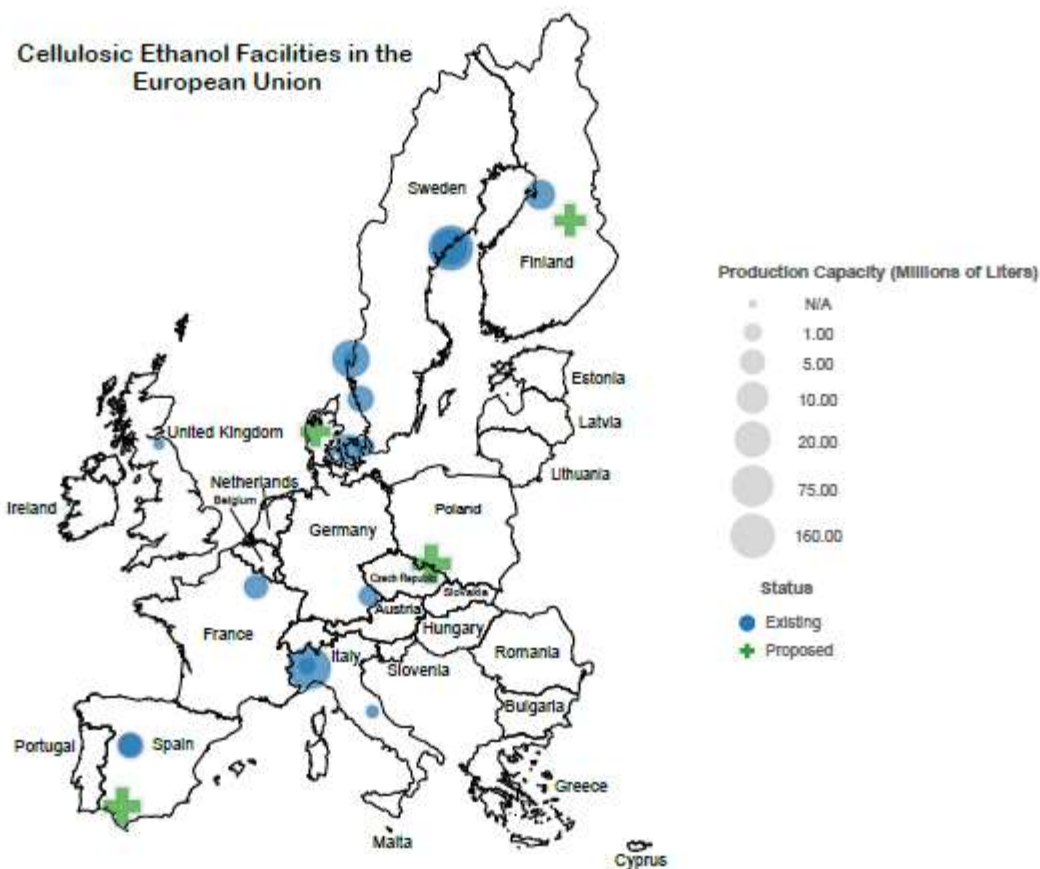 Cellulosic Ethanol Facilities in the
European Union
Sweden
Finland
Production Capacity (Millions of Liters)
N/A
1.00
5.00
10.00
20.00
75.00
160.00
Status
Existing
Proposed
Estonia
Latvia
Lithuania
United Kingdom
Ireland
Netherlands
Belgium
Germany
Poland
Czech Republic
Slovakia
Austria
Hungary
France
Italy
Slovenia
Romania
Bulgaria
Portugal
Spain
Greece
Malta
Cyprus